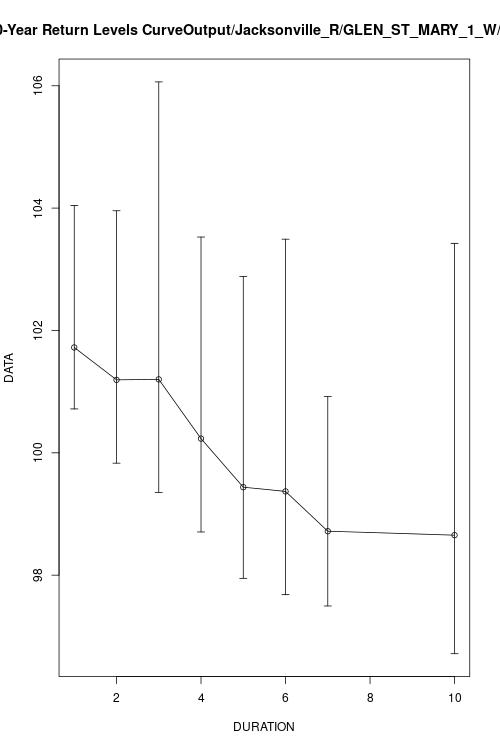 0-Year Return Levels CurveOutput/Jacksonville_R/GLEN_ST_MARY_1_W/
106
104
102
100
98
DATA
2 4 6 8 10
DURATION